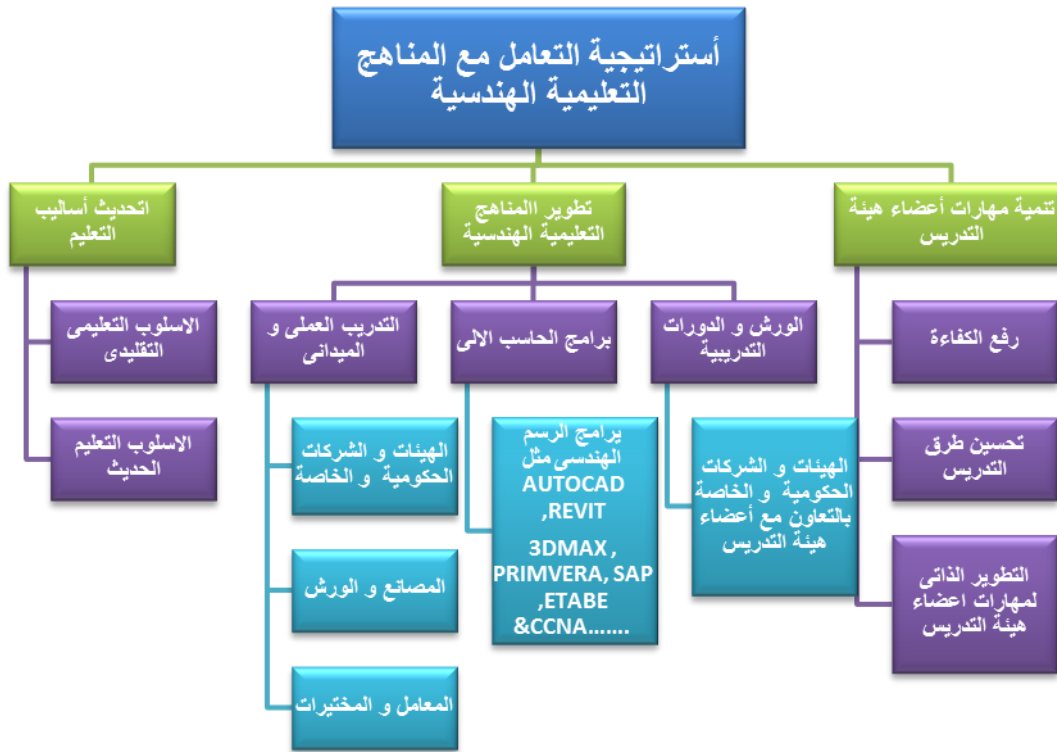 أستراتيجية التعامل مع المناهج
التعليمية الهندسية
تنمية مهارات أعضاء هيئة
التدريس
رفع الكفاءة
تحسين طرق
التدريس
التطوير الذاتى
لمهارات اعضاء
هيئة التدريس
تطوير االمناهج
التعليمية الهندسية
الورش و الدورات
التدريبية
الهيئات و الشركات
الحكومية و الخاصة
بالتعاون مع أعضاء
هيئة التدريس
برامج الحاسب الالى
برامج الرسم
الهندسى مثل
AUTOCAD
,REVIT
3DMAX ,
PRIMVERA, SAP
,ETABE
&CCNA…….
التدريب العملى و
الميدانى
الهيئات و الشركات
الحكومية و الخاصة
المصانع و الورش
المعامل و المختيرات
اتحديث أساليب
التعليم
الاسلوب التعليمى
التقليدى
الاسلوب التعليم
الحديث